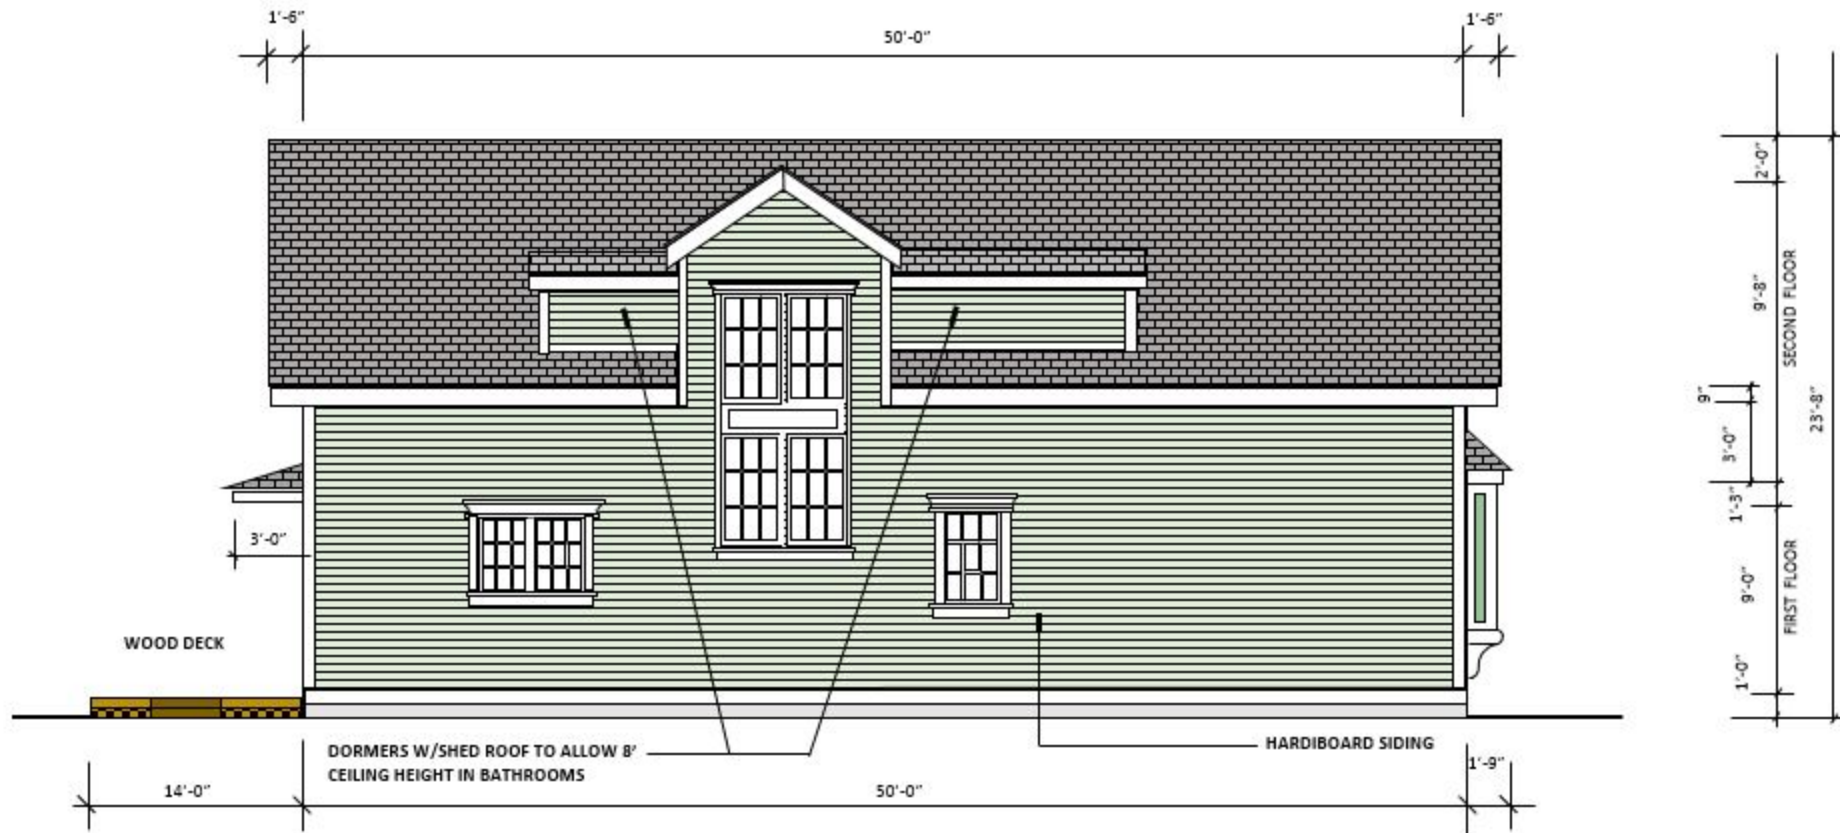 1'-6"
50'-0"
1'-6"
2'-0"
9'-8"
SECOND FLOOR
9"
3'-0"
23'-8"
1'-3"
9'-0"
FIRST FLOOR
1'-0"
3'-0"
WOOD DECK
DORMERS W/SHED ROOF TO ALLOW 8'
CEILING HEIGHT IN BATHROOMS
HARDIBOARD SIDING
14'-0"
50'-0"
1'-9"